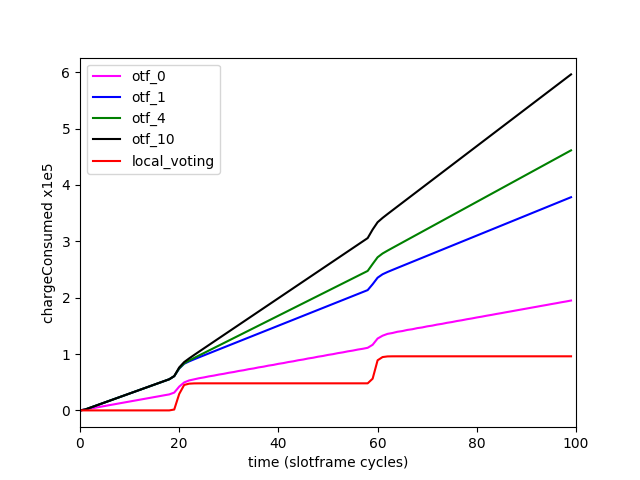 otf_0
otf_1
otf_4
otf_10
local_voting
chargeConsumed x1e5
6
5
4
3
2
1
0
0 20 40 60 80 100
time (slotframe cycles)